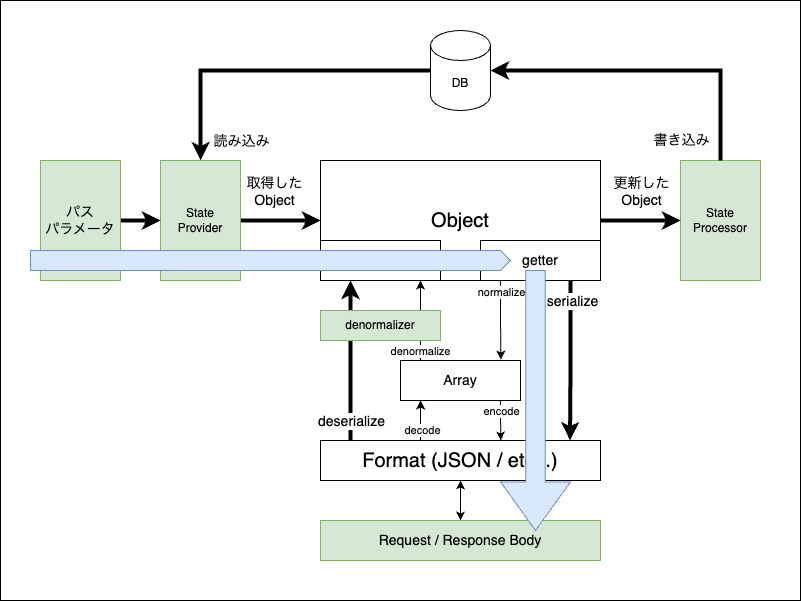 DB
読み込み
書き込み
パス
パラメータ
State
Provider
取得した
Object
Object
更新した
Object
State
Processor
getter
normalize
serialize
denormalizer
denormalize
Array
deserialize
decode
encode
Format (JSON / et
.)
Request / Response Body